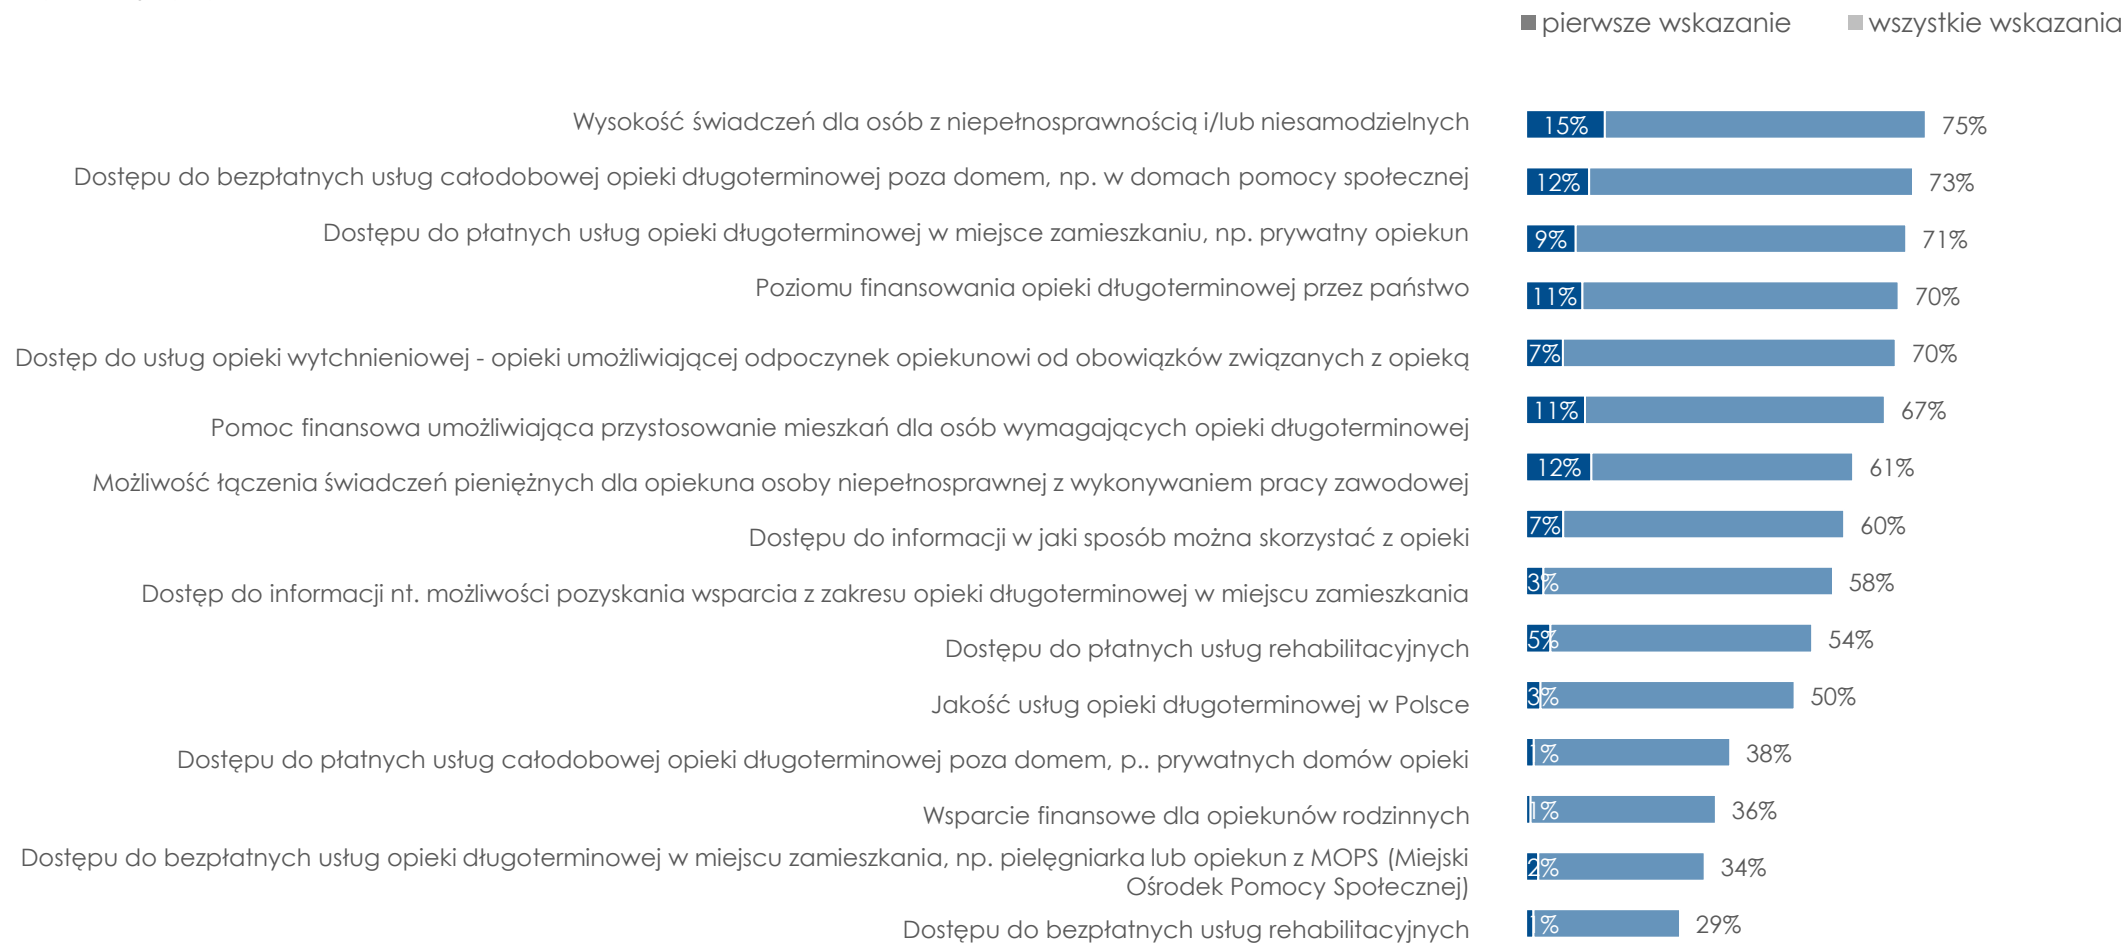 pierwsze wskazanie wszystkie wskazania
Wysokość świadczeń dla osób z niepełnosprawnością i/lub niesamodzielnych 15% 75%
Dostępu do bezpłatnych usług całodobowej opieki długoterminowej poza domem, np. w domach pomocy społecznej 12% 73%
Dostępu do płatnych usług opieki długoterminowej w miejsce zamieszkaniu, np. prywatny opiekun 9% 71%
Poziomu finansowania opieki długoterminowej przez państwo 11% 70%
Dostęp do usług opieki wytchnieniowej - opieki umożliwiającej odpoczynek opiekunowi od obowiązków związanych z opieką 7% 70%
Pomoc finansowa umożliwiająca przystosowanie mieszkań dla osób wymagających opieki długoterminowej 11% 67%
Możliwość łączenia świadczeń pieniężnych dla opiekuna osoby niepełnosprawnej z wykonywaniem pracy zawodowej 12% 61%
Dostępu do informacji w jaki sposób można skorzystać z opieki 7% 60%
Dostęp do informacji nt. możliwości pozyskania wsparcia z zakresu opieki długoterminowej w miejscu zamieszkania 3% 58%
Dostępu do płatnych usług rehabilitacyjnych 5% 54%
Jakość usług opieki długoterminowej w Polsce 3% 50%
Dostępu do płatnych usług całodobowej opieki długoterminowej poza domem, p.. prywatnych domów opieki 1% 38%
Wsparcie finansowe dla opiekunów rodzinnych 1% 36%
Dostępu do bezpłatnych usług opieki długoterminowej w miejscu zamieszkania, np. pielęgniarka lub opiekun z MOPS (Miejski
Ośrodek Pomocy Społecznej) 2% 34%
Dostępu do bezpłatnych usług rehabilitacyjnych 1% 29%